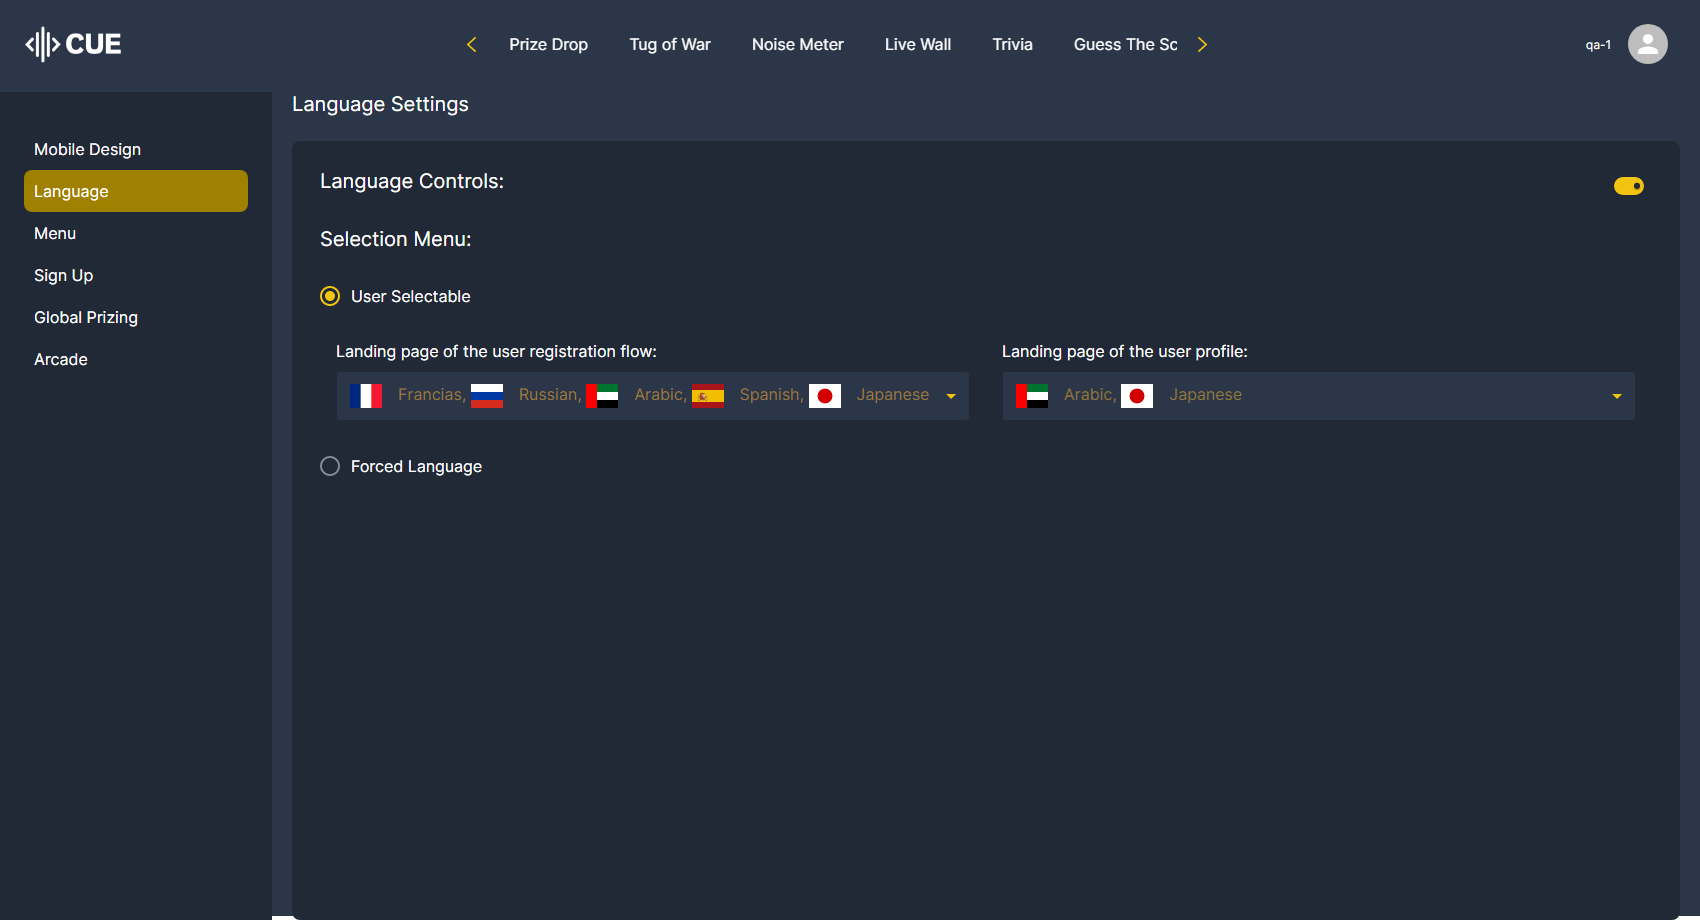 CUE
Prize Drop Tug of War Noise Meter Live Wall Trivia Guess The Sc
qa-1
Mobile Design
Language
Menu
Sign Up
Global Prizing
Arcade
Language Settings
Language Controls:
Selection Menu:
User Selectable
Landing page of the user registration flow:
Francias, Russian, Arabic, Spanish, Japanese
Landing page of the user profile:
Arabic, Japanese
Forced Language